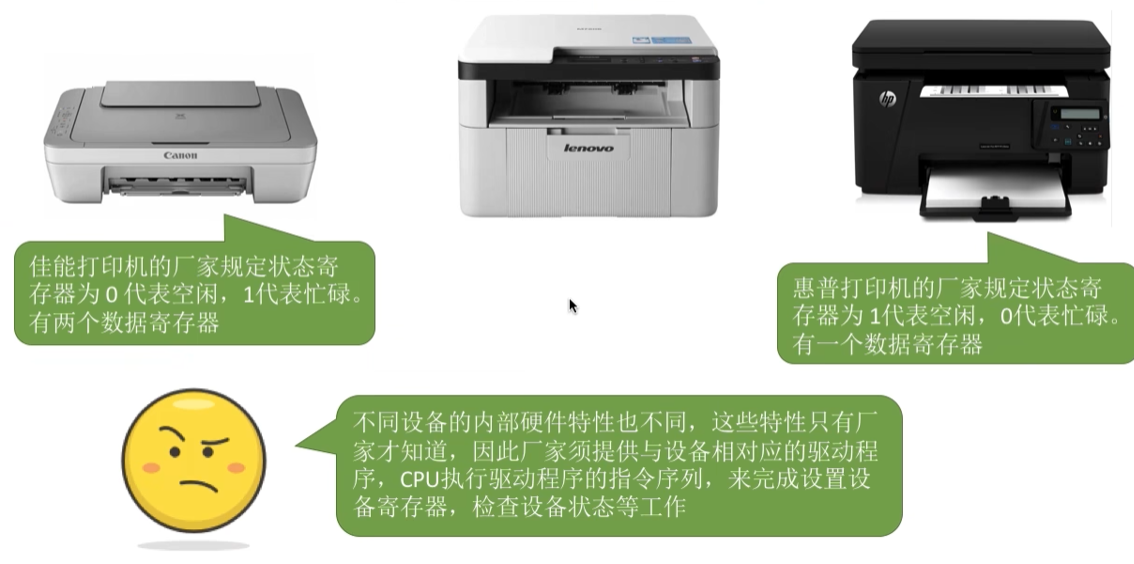 Canon
lenovo
hp
佳能打印机的厂家规定状态寄
存器为 0 代表空闲，1代表忙碌。
有两个数据寄存器
惠普打印机的厂家规定状态寄
存器为 1代表空闲，0代表忙碌。
有一个数据寄存器
不同设备的内部硬件特性也不同，这些特性只有厂
家才知道，因此厂家须提供与设备相对应的驱动程
序，CPU执行驱动程序的指令序列，来完成设置设
备寄存器，检查设备状态等工作